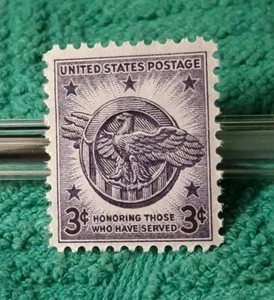 UNITED STATES POSTAGE
3¢ HONORING THOSE 3¢
WHO HAVE SERVED